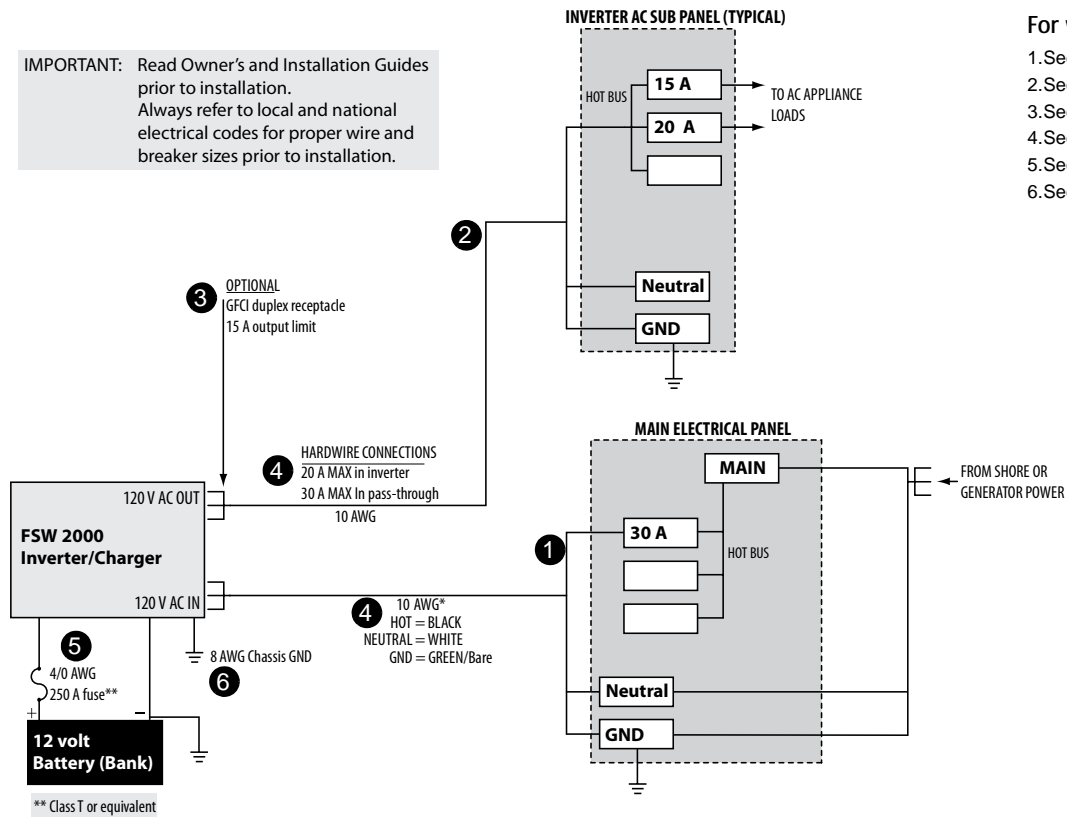 INVERTER AC SUB PANEL (TYPICAL)
IMPORTANT: Read Owner's and Installation Guides
prior to installation.
Always refer to local and national
electrical codes for proper wire and
breaker sizes prior to installation.
HOT BUS
15 A
20 A
TO AC APPLIANCE
LOADS
Neutral
GND
2
3
OPTIONAL
GFCI duplex receptacle
15 A output limit
4
HARDWIRE CONNECTIONS
20 A MAX in inverter
30 A MAX In pass-through
10 AWG
MAIN ELECTRICAL PANEL
MAIN
30 A
HOT BUS
Neutral
GND
FROM SHORE OR
GENERATOR POWER
1
120 V AC OUT
FSW 2000
Inverter/Charger
120 V AC IN
4
10 AWG*
HOT = BLACK
NEUTRAL = WHITE
GND = GREEN/Bare
8 AWG Chassis GND
6
5
4/0 AWG
250 A fuse**
+ –
12 volt
Battery (Bank)
** Class T or equivalent
For
1.See
2.See
3.See
4.See
5.See
6.See